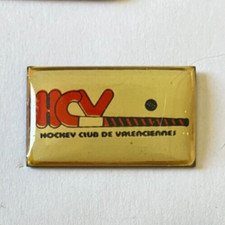 HCV
HOCKEY CLUB DE VALENCIENNES